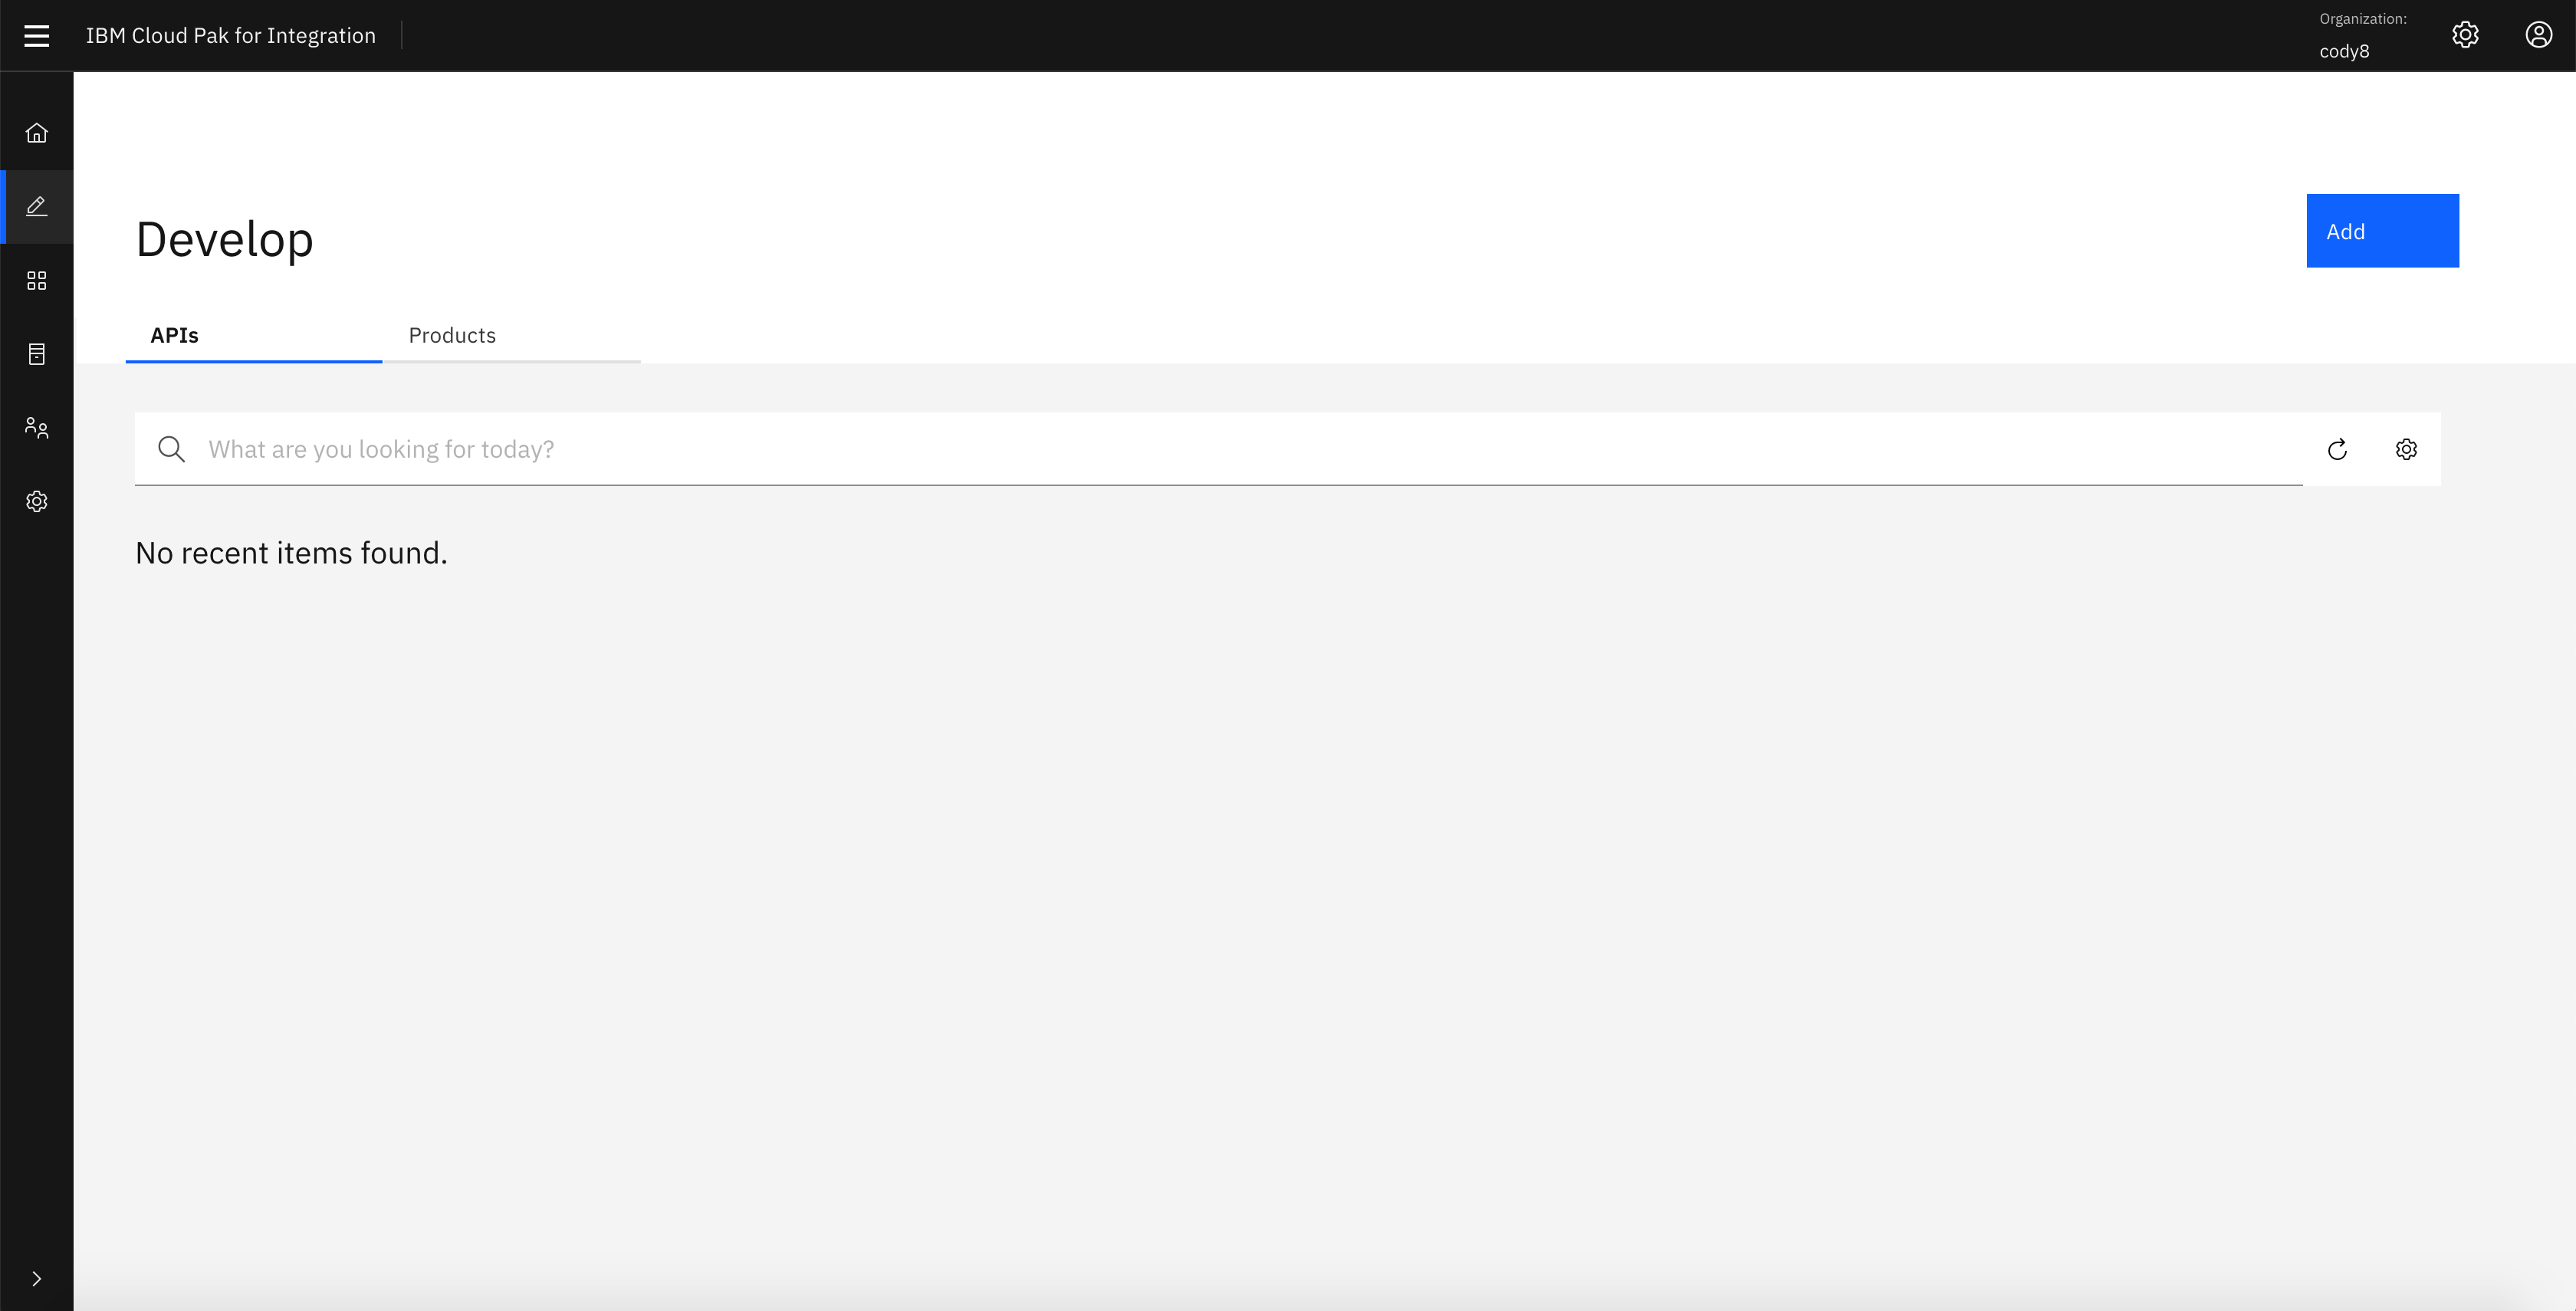 IBM Cloud Pak for Integration
Organization:
cody8
Develop
Add
APIs
Products
What are you looking for today?
No recent items found.